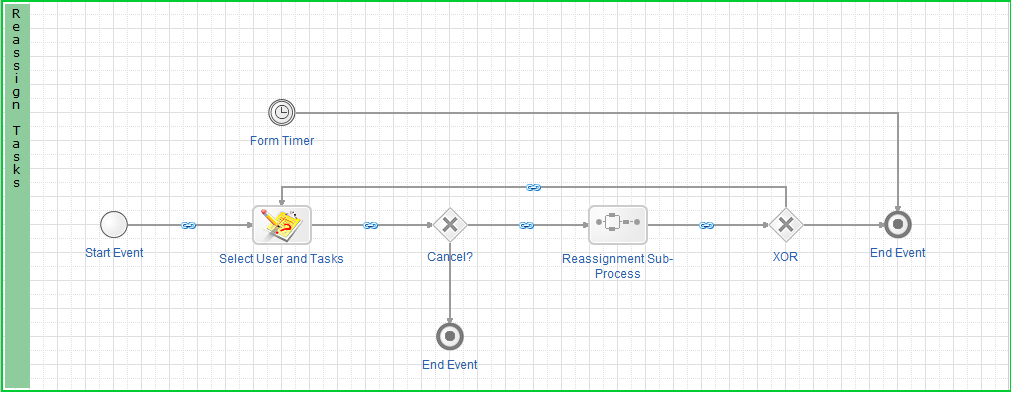 Reassign Tasks
Form Timer
Start Event
Select User and Tasks
Cancel?
Reassignment Sub-
Process
XOR
End Event
End Event